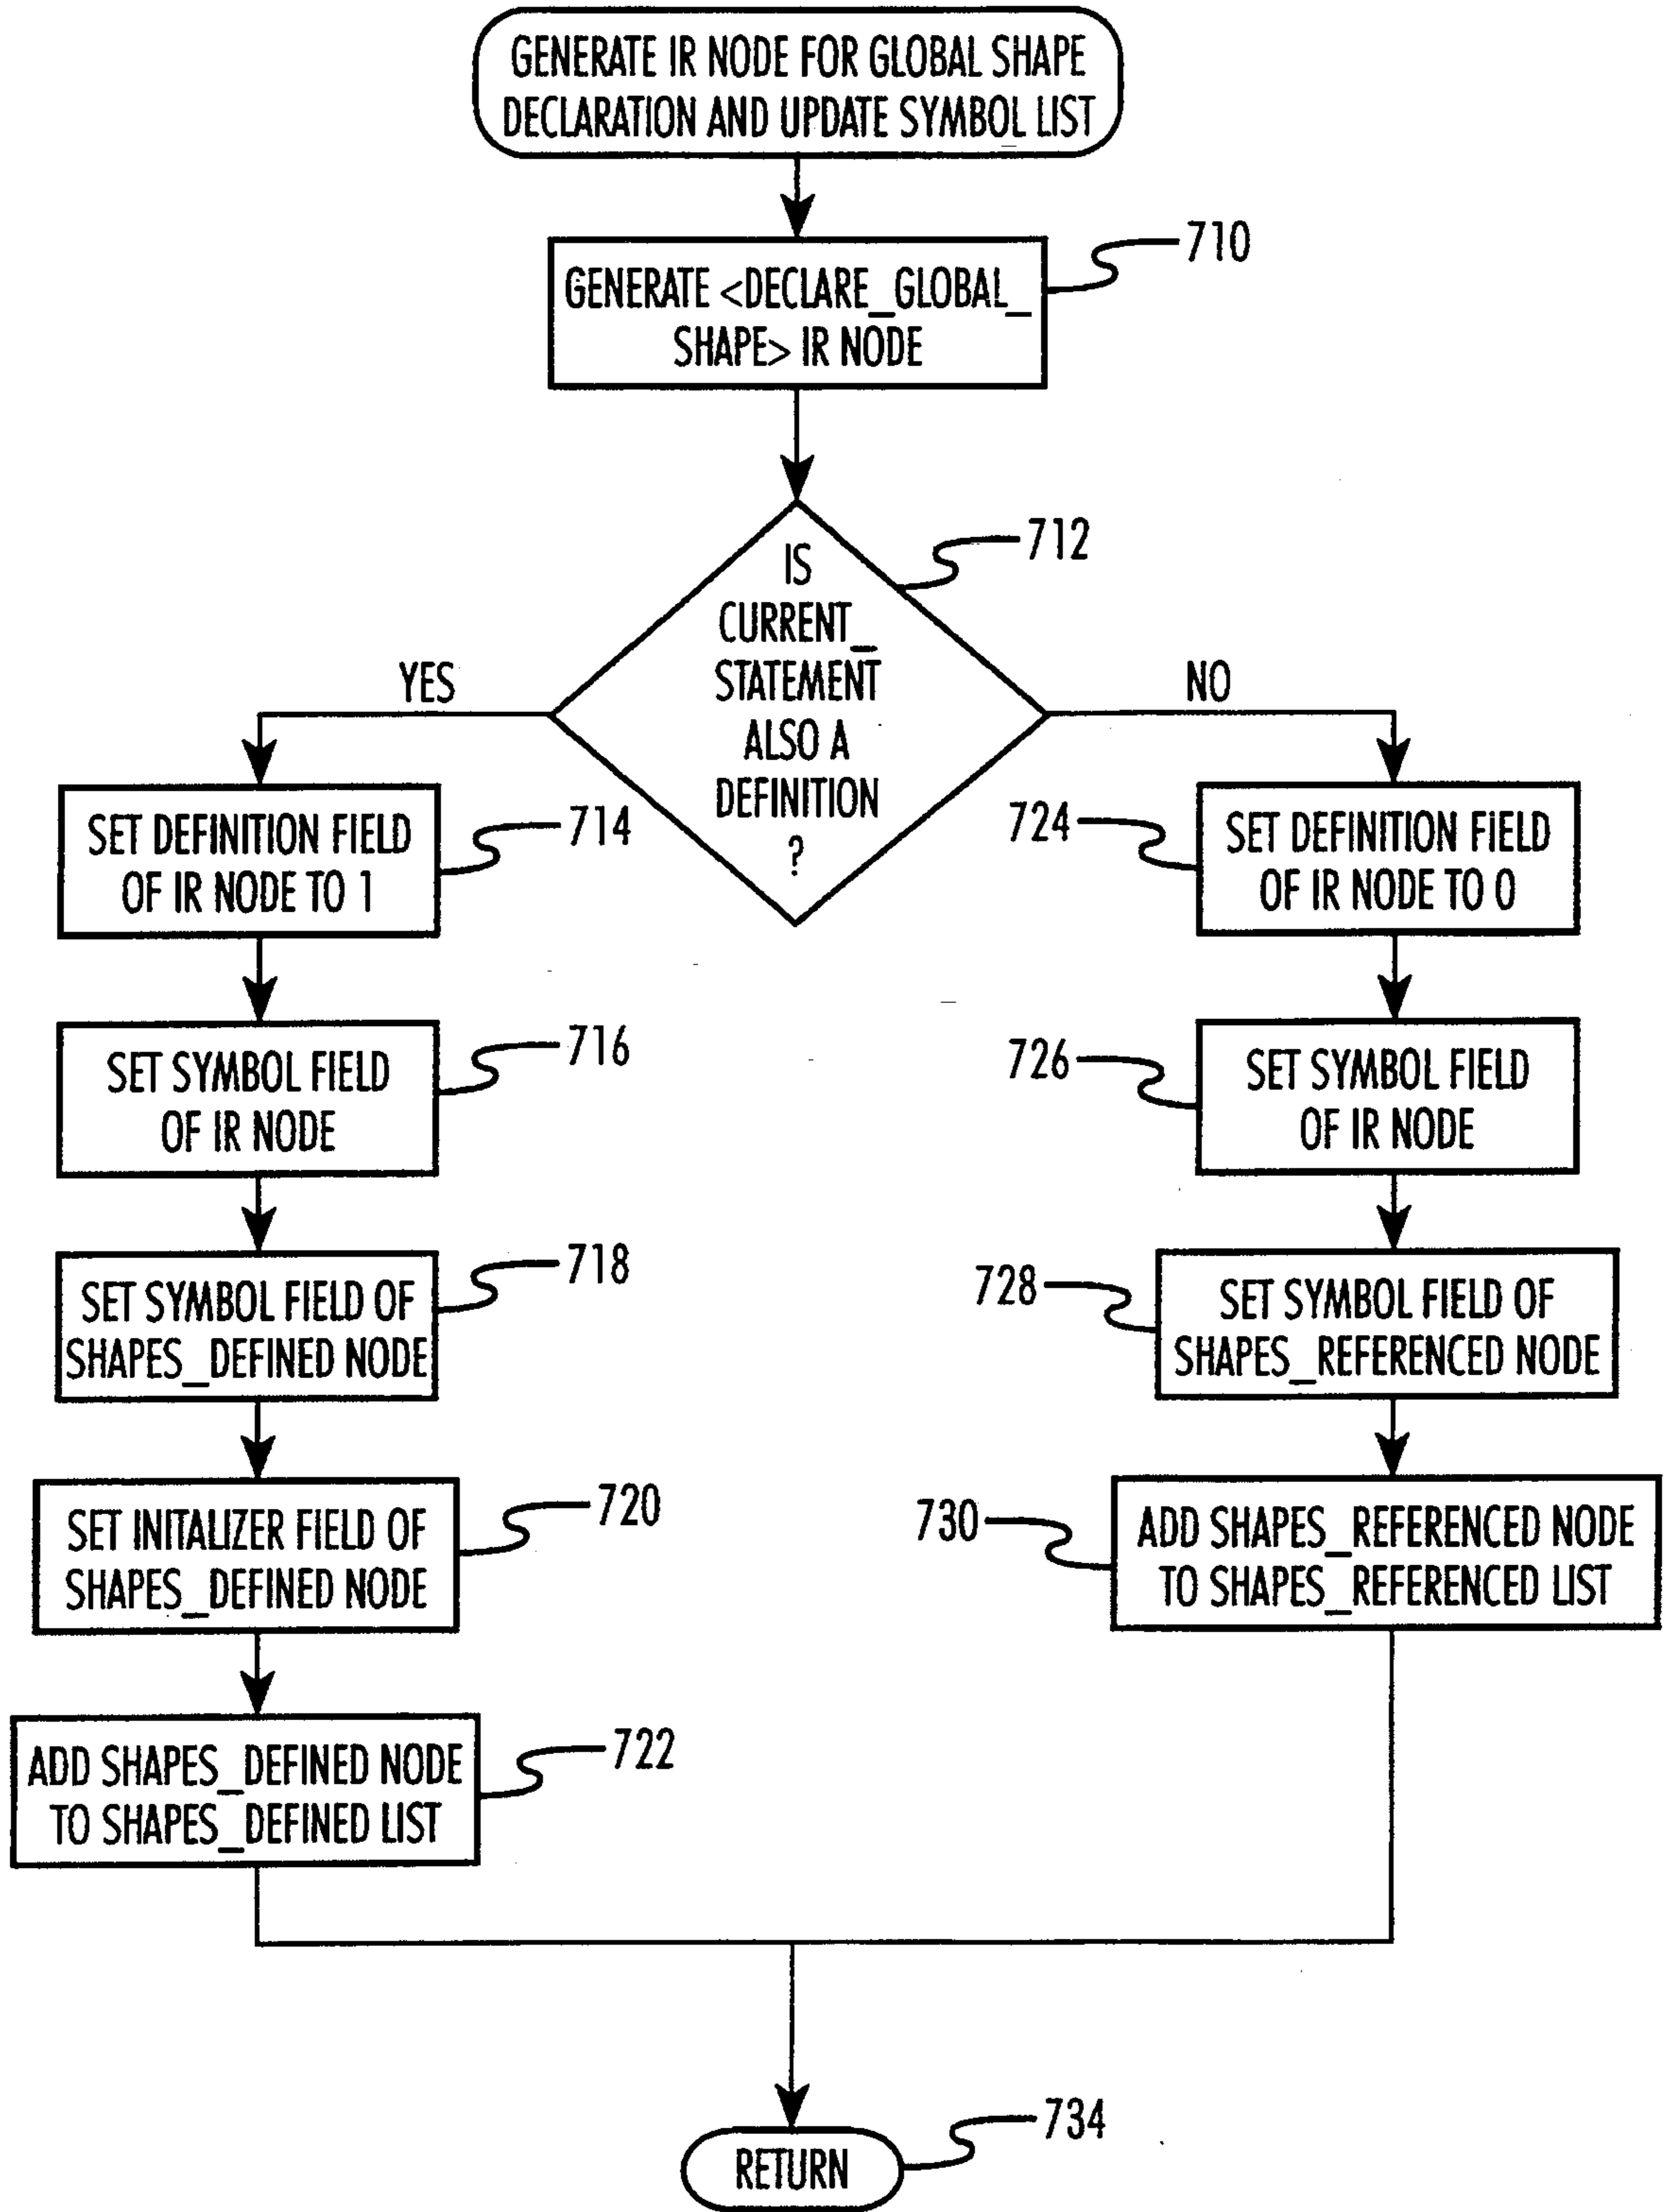 GENERATE IR NODE FOR GLOBAL SHAPE
DECLARATION AND UPDATE SYMBOL LIST
710
GENERATE <DECLARE_GLOBAL_
SHAPE> IR NODE
712
IS
CURRENT_
STATEMENT
ALSO A
DEFINITION
?
YES
NO
714
SET DEFINITION FIELD
OF IR NODE TO 1
716
SET SYMBOL FIELD
OF IR NODE
718
SET SYMBOL FIELD OF
SHAPES_DEFINED NODE
720
SET INITALIZER FIELD OF
SHAPES_DEFINED NODE
722
ADD SHAPES_DEFINED NODE
TO SHAPES_DEFINED LIST
724
SET DEFINITION FIELD
OF IR NODE TO 0
726
SET SYMBOL FIELD
OF IR NODE
728
SET SYMBOL FIELD OF
SHAPES_REFERENCED NODE
730
ADD SHAPES_REFERENCED NODE
TO SHAPES_REFERENCED LIST
734
RETURN